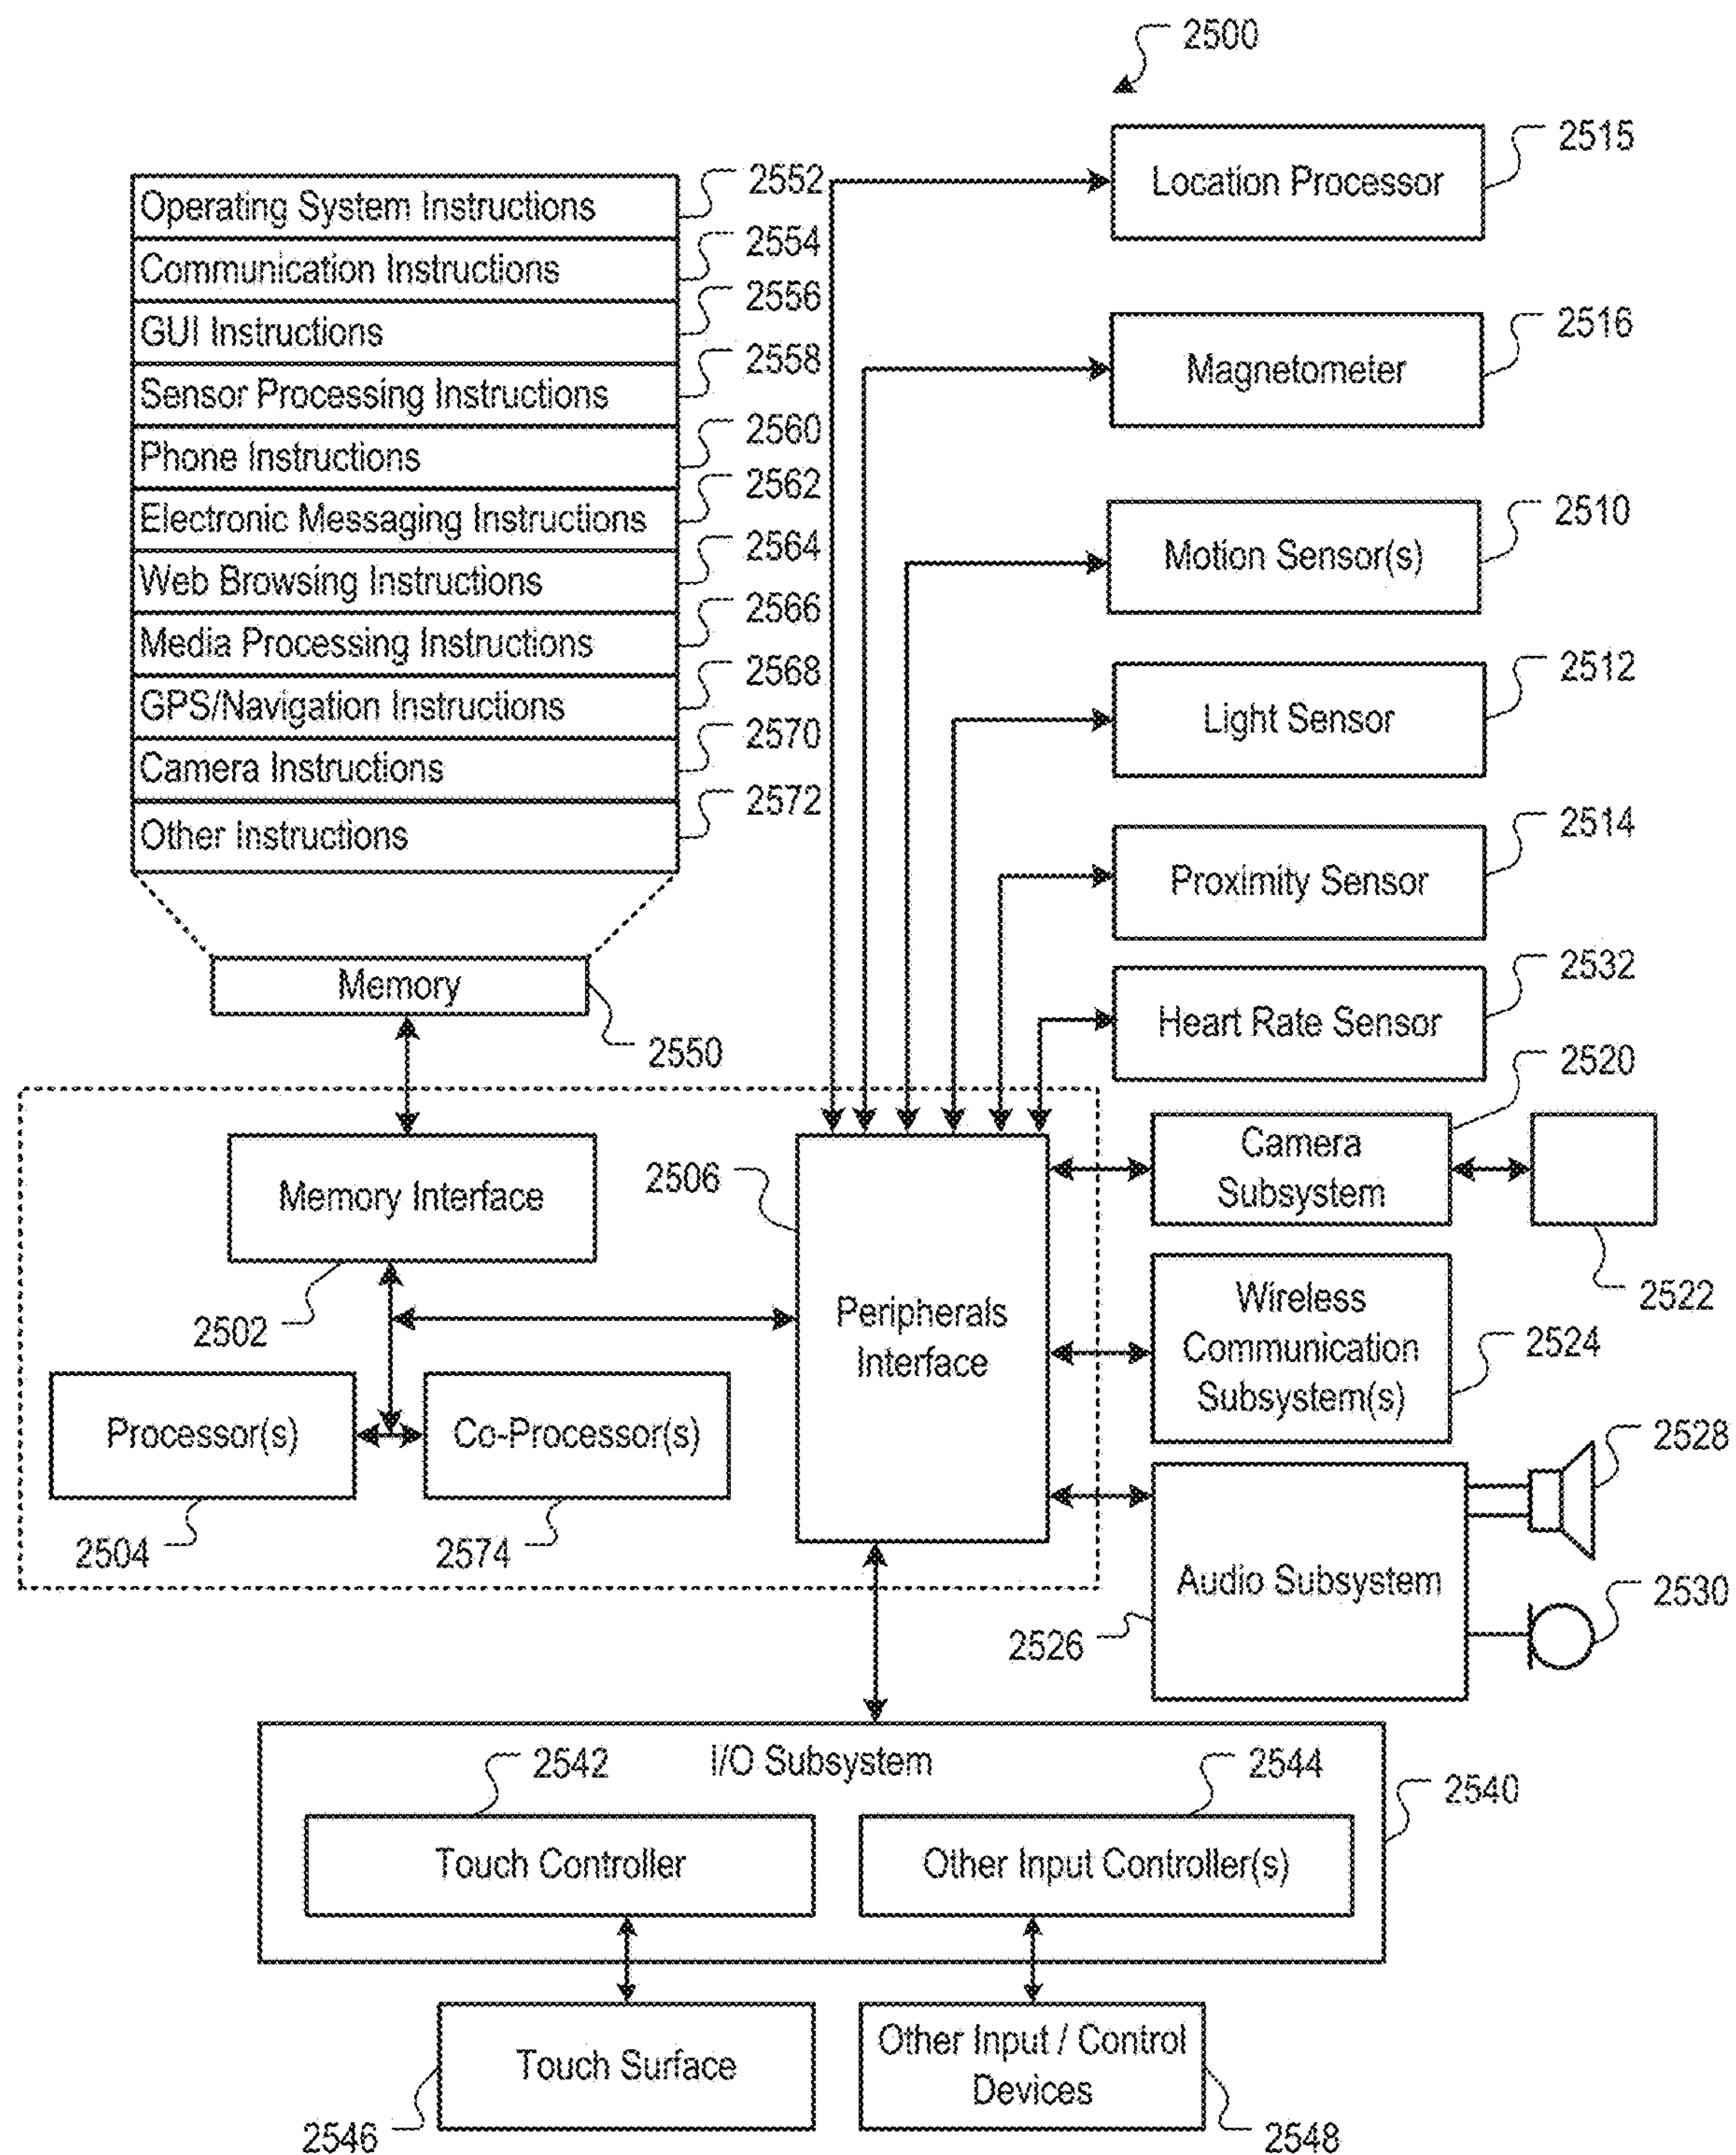 2500
Location Processor
2515
Operating System Instructions
2552
Communication Instructions
2554
GUI Instructions
2556
Sensor Processing Instructions
2558
Phone Instructions
2560
Electronic Messaging Instructions
2562
Web Browsing Instructions
2564
Media Processing Instructions
2566
GPS/Navigation Instructions
2568
Camera Instructions
2570
Other Instructions
2572
Magnetometer
2516
Motion Sensor(s)
2510
Light Sensor
2512
Proximity Sensor
2514
Memory
2550
Heart Rate Sensor
2532
Memory Interface
2502
2506
Peripherals
Interface
Camera
Subsystem
2520
2522
Wireless
Communication
Subsystem(s)
2524
Processor(s)
2504
Co-Processor(s)
2574
Audio Subsystem
2526
2528
2530
I/O Subsystem
2542
2544
2540
Touch Controller
Other Input Controller(s)
Touch Surface
2546
Other Input / Control
Devices
2548